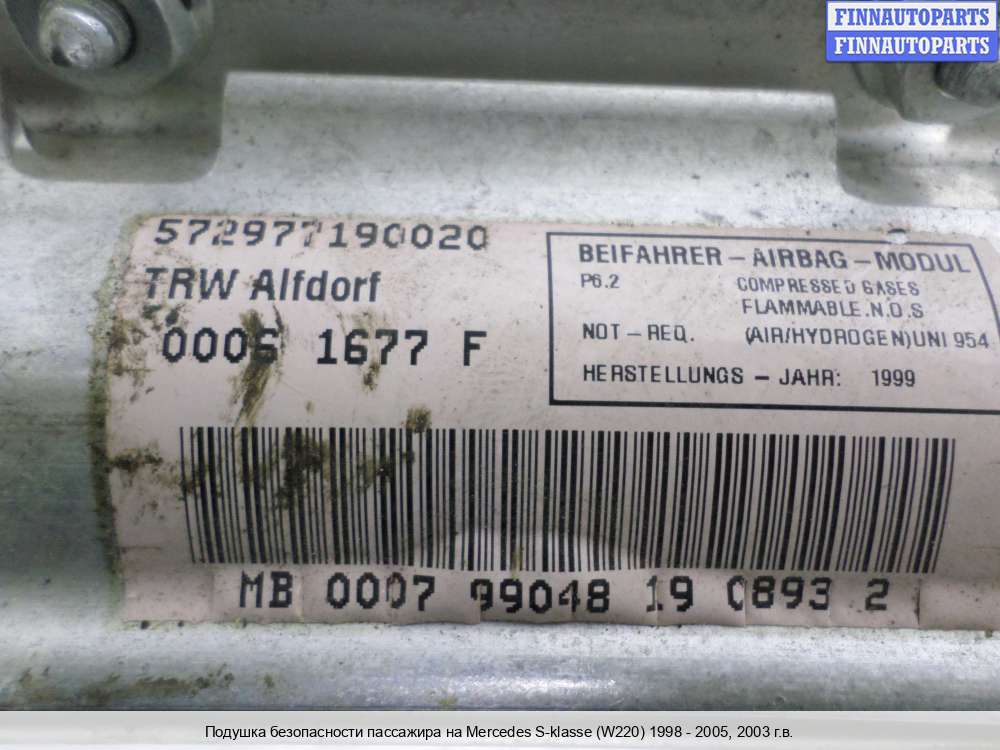 FINNAUTOPARTS
FINNAUTOPARTS
572977190020
TRW Alfdorf
0006 1677 F
BEIFAHRER – AIRBAG – MODUL
P6.2 COMPRESSED GASES
FLAMMABLE.N.O.S
NOT – REQ. (AIR/HYDROGEN)UNI 954
HERSTELLUNGS – JAHR: 1999
MB 0007 99048 19 0893 2
Подушка безопасности пассажира на Mercedes S-klasse (W220) 1998 - 2005, 2003 г.в.